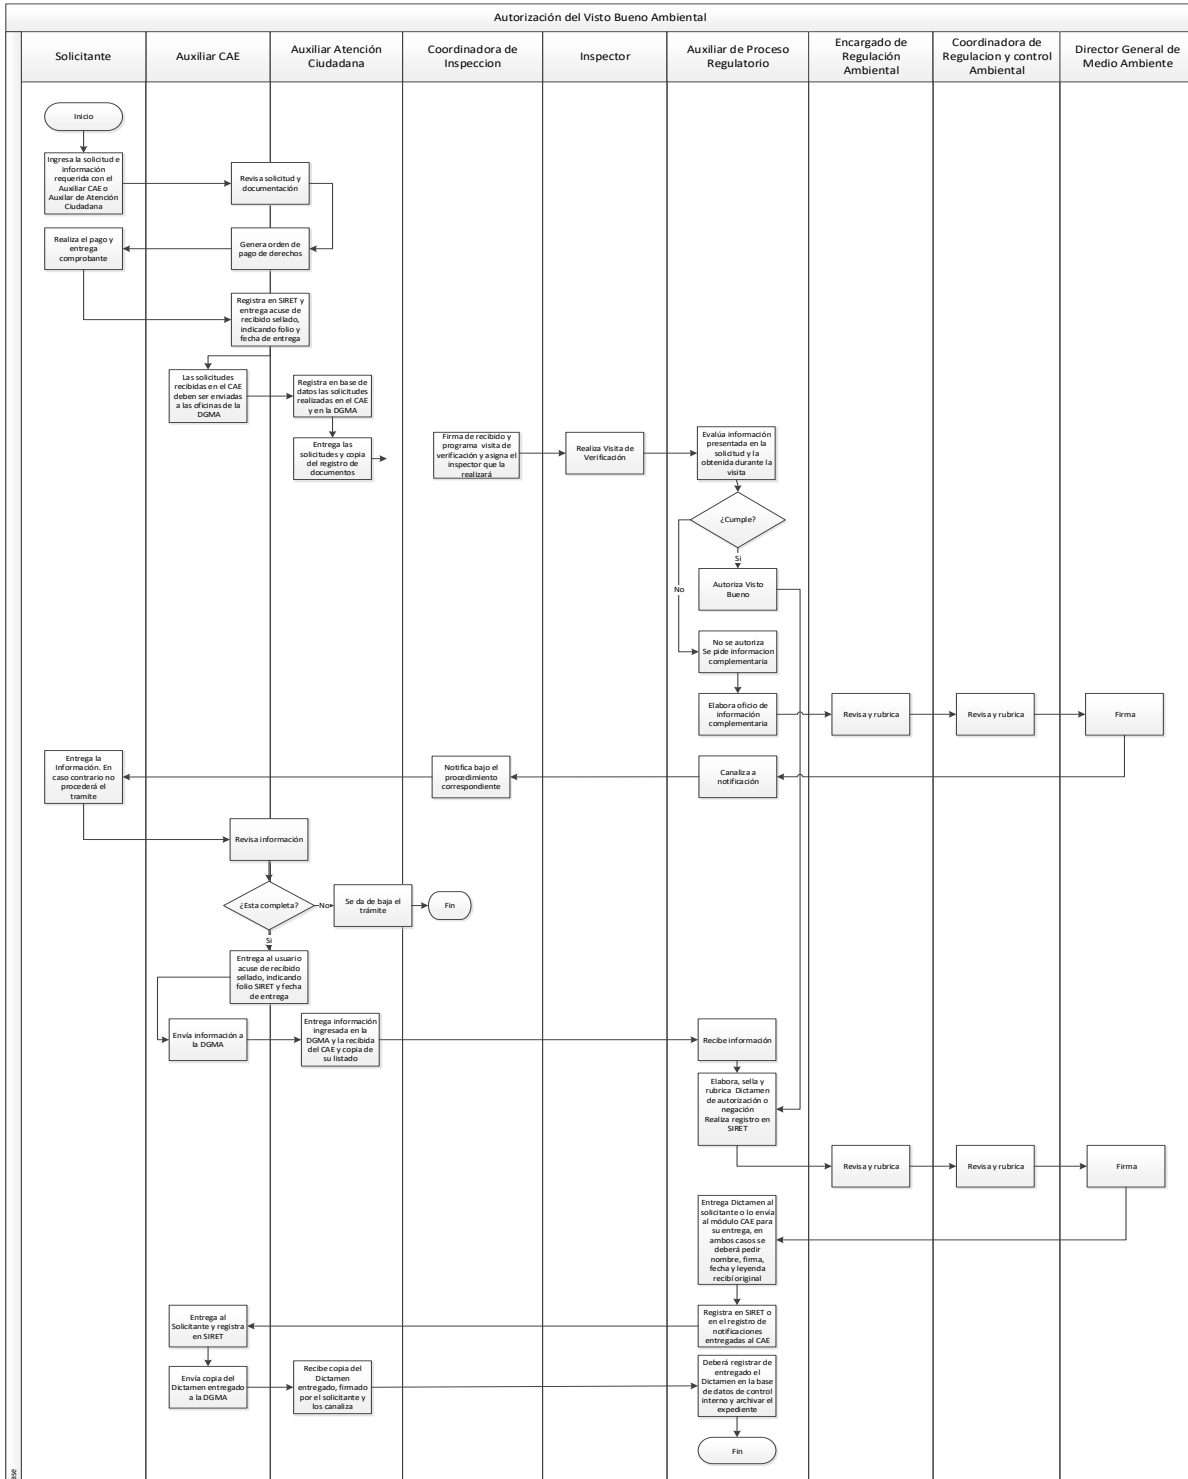 Autorización del Visto Bueno Ambiental
Solicitante
Auxiliar CAE
Auxiliar Atención
Ciudadana
Coordinadora de
Inspeccion
Inspector
Auxiliar de Proceso
Regulatorio
Encargado de
Regulación
Ambiental
Coordinadora de
Regulacion y control
Ambiental
Director General de
Medio Ambiente
Inicio
Ingresa la solicitud e
información
requerida con el
Auxiliar CAE o
Auxilar de Atención
Ciudadana
Revisa solicitud y
documentación
Realiza el pago y
entrega
comprobante
Genera orden de
pago de derechos
Registra en SIRET y
entrega acuse de
recibido sellado,
indicando folio y
fecha de entrega
Las solicitudes
recibidas en el CAE
deben ser enviadas
a las oficinas de la
DGMA
Registra en base de
datos las solicitudes
realizadas en el CAE
y en la DGMA
Entrega las
solicitudes y copia
del registro de
documentos
Firma de recibido y
programa visita de
verificación y asigna el
inspector que la
realizará
Realiza Visita de
Verificación
Evalúa información
presentada en la
solicitud y la
obtenida durante la
visita
¿Cumple?
Si
No
Autoriza Visto
Bueno
No se autoriza
Se pide informacion
complementaria
Elabora oficio de
información
complementaria
Revisa y rubrica
Revisa y rubrica
Firma
Entrega la
Información. En
caso contrario no
procederá el
tramite
Notifica bajo el
procedimiento
correspondiente
Canaliza a
notificación
Revisa información
¿Esta completa?
No
Se da de baja el
trámite
Fin
Si
Entrega al usuario
acuse de recibido
sellado, indicando
folio SIRET y fecha
de entrega
Envía información a
la DGMA
Entrega información
ingresada en la
DGMA y la recibida
del CAE y copia de
su listado
Recibe información
Elabora, sella y
rubrica Dictamen
de autorización o
negación
Realiza registro en
SIRET
Revisa y rubrica
Revisa y rubrica
Firma
Entrega Dictamen al
solicitante o lo envía
al módulo CAE para
su entrega, en
ambos casos se
deberá pedir
nombre, firma,
fecha y leyenda
recibí original
Entrega al
Solicitante y registra
en SIRET
Registra en SIRET o
en el registro de
notificaciones
entregadas al CAE
Envía copia del
Dictamen entregado
a la DGMA
Recibe copia del
Dictamen
entregado, firmado
por el solicitante y
los canaliza
Deberá registrar de
entregado el
Dictamen en la base
de datos de control
interno y archivar el
expediente
Fin